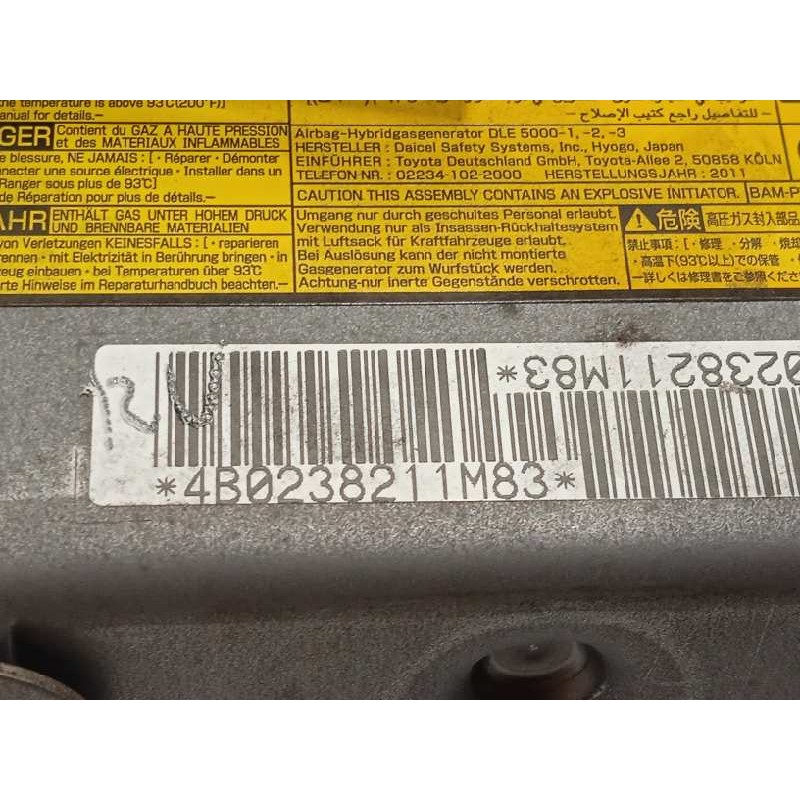 the temperature is above 93°C(200°F)
manual for details.
للتفاصيل راجع كتيب الإصلاح
Contient du GAZ A HAUTE PRESSION
et des MATERIAUX INFLAMMABLES
blessure, NE JAMAIS : [· Réparer · Démonter
connecter une source électrique · Installer dans un
Ranger sous plus de 93°C]
de Réparation pour plus de détails.
ENTHÄLT GAS UNTER HOHEM DRUCK
UND BRENNBARE MATERIALIEN
von Verletzungen KEINESFALLS : [· reparieren
· mit Elektrizität in Berührung bringen · in
einbauen · bei Temperaturen über 93°C
Hinweise im Reparaturhandbuch beachten.
Airbag-Hybridgasgenerator DLE 5000-1, -2, -3
HERSTELLER : Daicel Safety Systems, Inc., Hyogo, Japan
EINFÜHRER : Toyota Deutschland GmbH, Toyota-Allee 2, 50858 KÖLN
TELEFON NR. : 02234-102-2000 HERSTELLUNGSJAHR : 2011
CAUTION THIS ASSEMBLY CONTAINS AN EXPLOSIVE INITIATOR. BAM-P
Umgang nur durch geschultes Personal erlaubt.
Verwendung nur als Insassen-Rückhaltesystem
mit Luftsack für Kraftfahrzeuge erlaubt.
Bei Auslösung kann der nicht montierte
Gasgenerator zum Wurfstück werden.
Achtung-nur inerte Gegenstände verschrotten.
危険 高圧ガス封入部品
禁止事項 : [· 修理 · 分解 · 焼却
· 高温下(93℃以上)での保管
ー詳しくは修理書をご参照くださ
0238211M83*
*4B0238211M83*